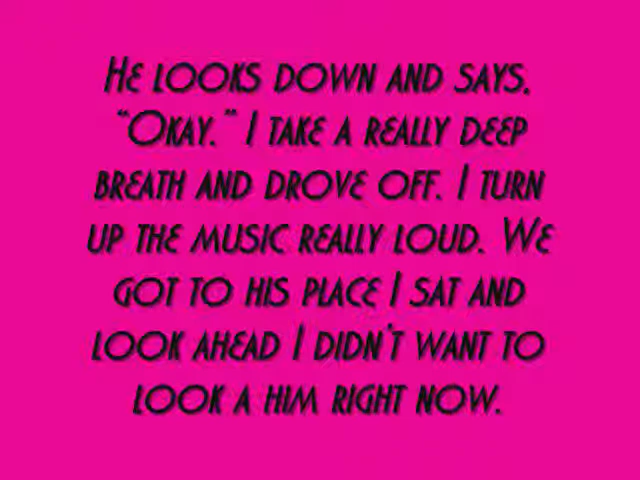 He looks down and says,
"Okay." I take a really deep
breath and drove off. I turn
up the music really loud. We
got to his place I sat and
look ahead I didn't want to
look a him right now.